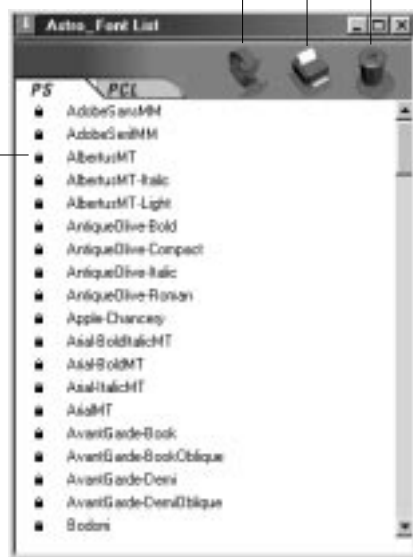 Astro_Font List
PS PCL
AdobeSansMM
AdobeSerifMM
AlbertusMT
AlbertusMT-Italic
AlbertusMT-Light
AntiqueOlive-Bold
AntiqueOlive-Compact
AntiqueOlive-Italic
AntiqueOlive-Roman
Apple-Chancery
Arial-BoldItalicMT
Arial-BoldMT
Arial-ItalicMT
ArialMT
AvantGarde-Book
AvantGarde-BookOblique
AvantGarde-Demi
AvantGarde-DemiOblique
Bodoni